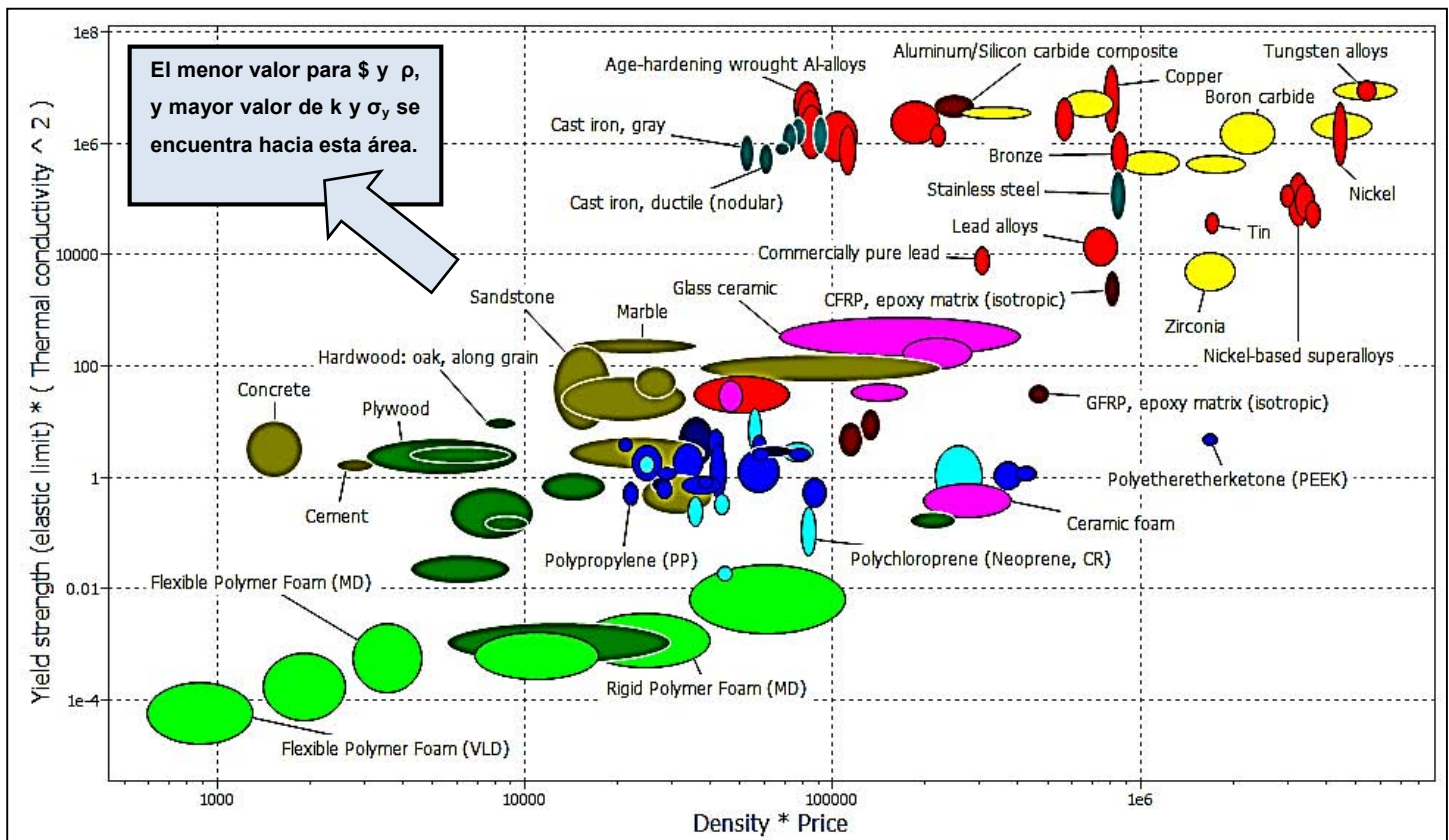 1e8
El menor valor para $ y ρ,
y mayor valor de k y σy se
encuentra hacia esta área.
Aluminum/Silicon carbide composite
Tungsten alloys
Age-hardening wrought Al-alloys
Copper
Boron carbide
Cast iron, gray
1e6
Bronze
Stainless steel
Nickel
Cast iron, ductile (nodular)
Lead alloys
Tin
Commercially pure lead
10000
Sandstone
Glass ceramic
CFRP, epoxy matrix (isotropic)
Marble
Zirconia
Hardwood: oak, along grain
Nickel-based superalloys
100
Concrete
Plywood
GFRP, epoxy matrix (isotropic)
1
Polyetheretherketone (PEEK)
Cement
Ceramic foam
Polypropylene (PP)
Polychloroprene (Neoprene, CR)
Flexible Polymer Foam (MD)
0.01
Rigid Polymer Foam (MD)
1e-4
Flexible Polymer Foam (VLD)
Yield strength (elastic limit) * ( Thermal conductivity ^ 2)
1000
10000
100000
1e6
Density * Price